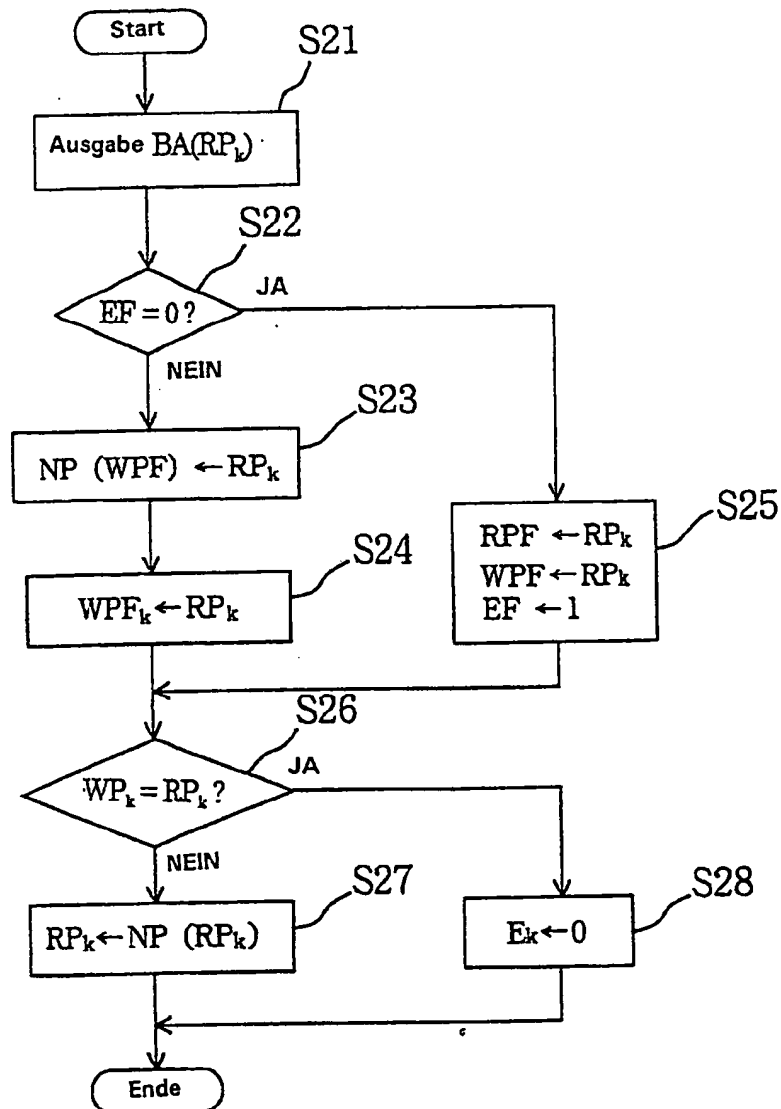 Start
S21
Ausgabe BA(RPₖ)
S22
EF=0?
JA
NEIN
S23
NP (WPF) ←RPₖ
S25
RPF ←RPₖ
WPF←RPₖ
EF ←1
S24
WPFₖ←RPₖ
S26
WPₖ=RPₖ?
JA
NEIN
S27
RPₖ←NP (RPₖ)
S28
Eₖ←0
Ende